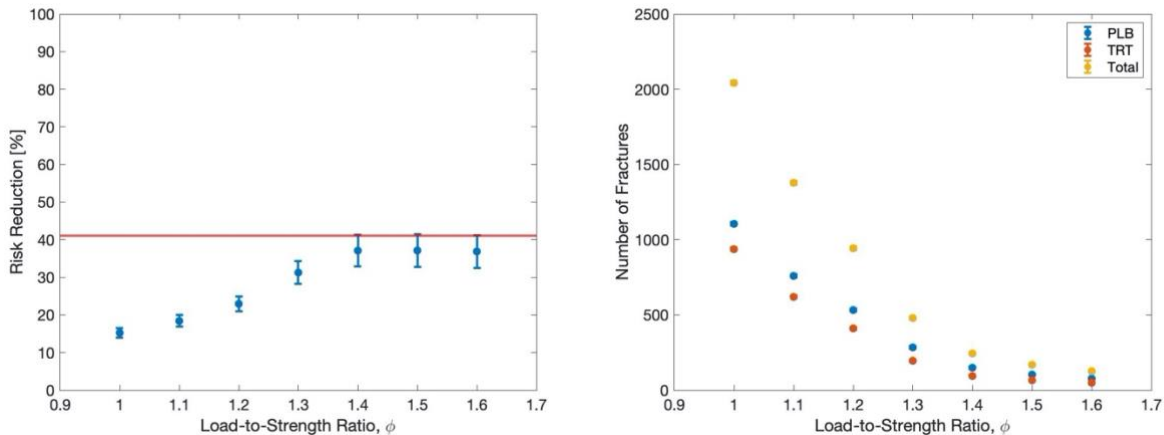 100
90
80
70
60
50
40
30
20
10
0
Risk Reduction [%]
0.9 1 1.1 1.2 1.3 1.4 1.5 1.6 1.7
Load-to-Strength Ratio, ϕ
2500
2000
1500
1000
500
0
Number of Fractures
PLB
TRT
Total
0.9 1 1.1 1.2 1.3 1.4 1.5 1.6 1.7
Load-to-Strength Ratio, ϕ